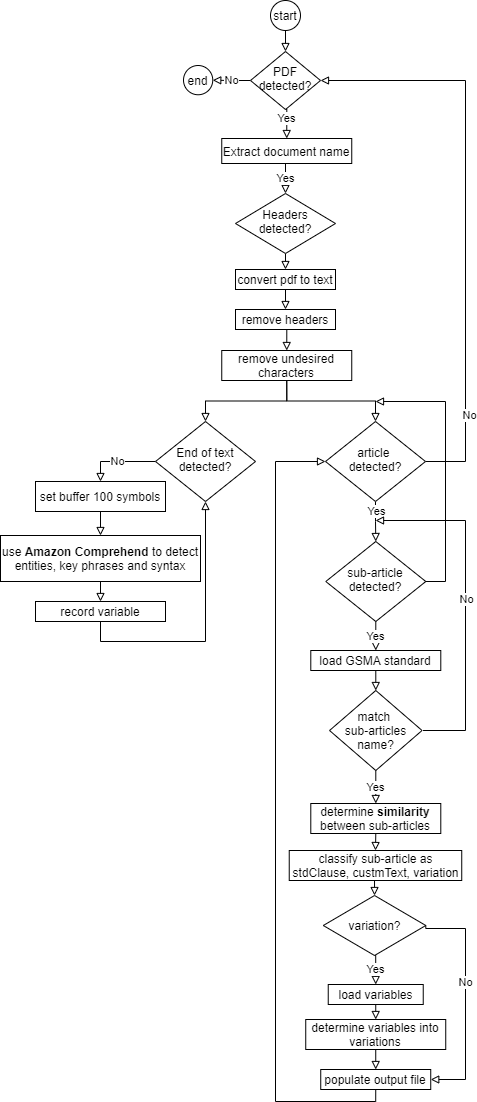 start
PDF
detected?
end
No
Yes
Extract document name
Yes
Headers
detected?
convert pdf to text
remove headers
remove undesired
characters
No
End of text
detected?
No
set buffer 100 symbols
use Amazon Comprehend to detect
entities, key phrases and syntax
record variable
article
detected?
Yes
sub-article
detected?
No
Yes
load GSMA standard
match
sub-articles
name?
Yes
determine similarity
between sub-articles
classify sub-article as
stdClause, custmText, variation
variation?
Yes
No
load variables
determine variables into
variations
populate output file